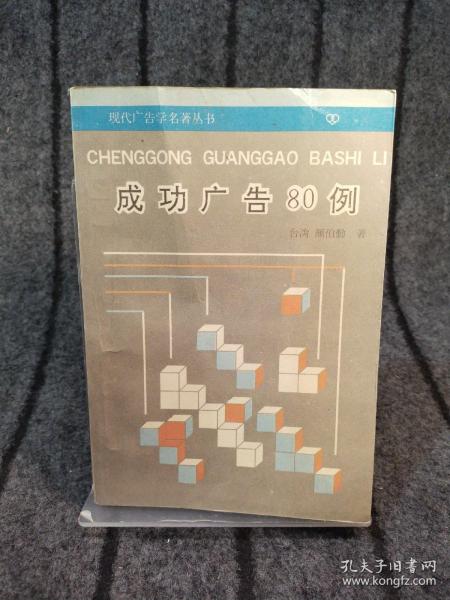 现代广告学名著丛书
CHENGGONG GUANGGAO BASHI LI
成功广告80例
台湾 颜伯勤 著
孔夫子旧书网
www.kongfz.com